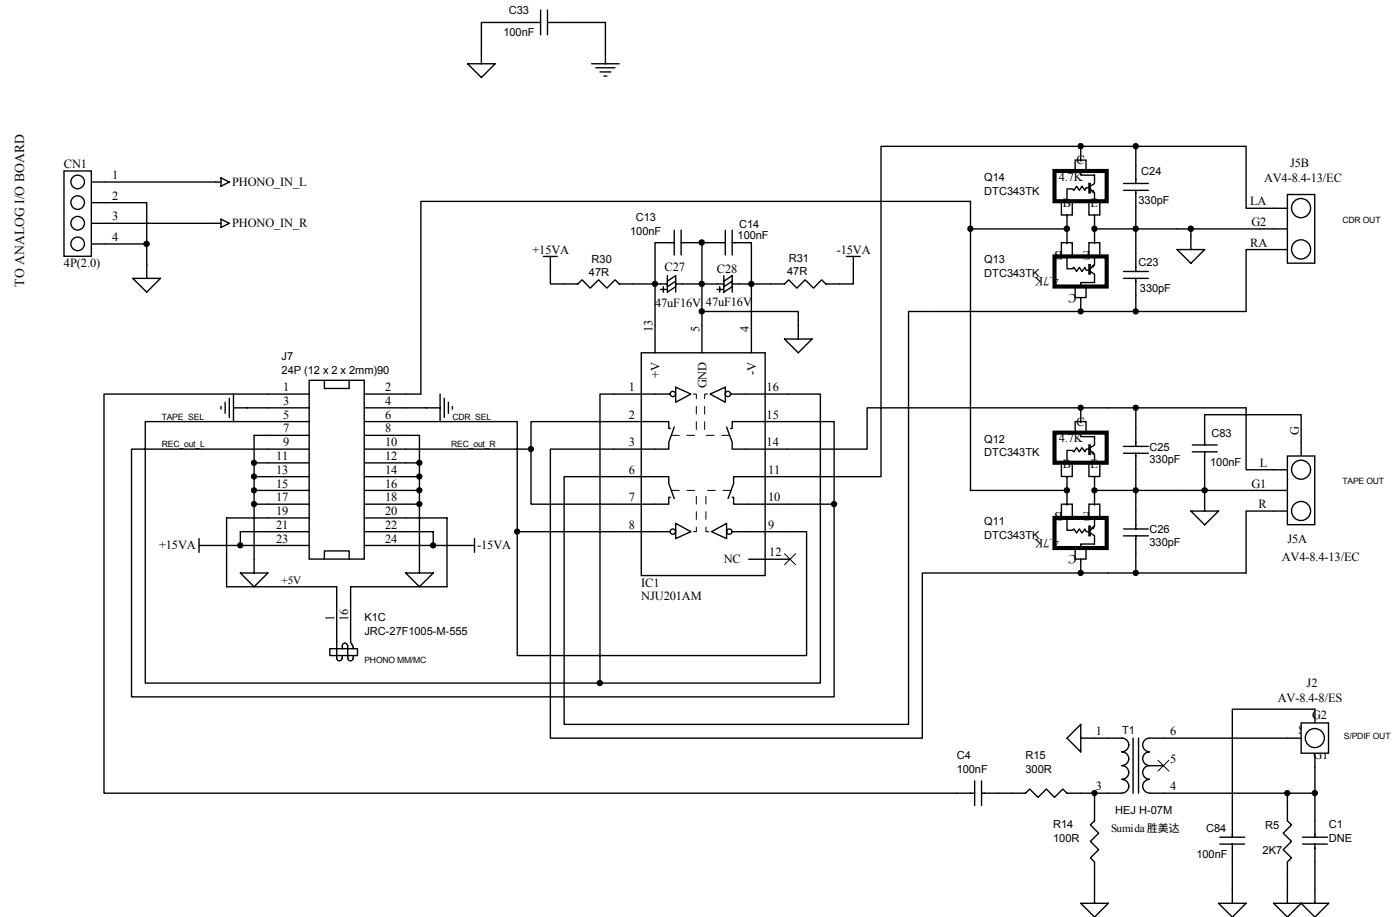 C33
100nF
TO ANALOG I/O BOARD
CN1
1
2
3
4
4P(2.0)
PHONO_IN_L
PHONO_IN_R
J7
24P (12 x 2 x 2mm)90
1
3
5
7
9
11
13
15
17
19
21
23
2
4
6
8
10
12
14
16
18
20
22
24
TAPE_SEL
REC_out_L
CDR_SEL
REC_out_R
+15VA
-15VA
+5V
1
16
K1C
JRC-27F1005-M-555
PHONO MM/MC
+15VA
R30
47R
C13
100nF
C14
100nF
C27
47uF16V
C28
47uF16V
R31
47R
-15VA
13
5
4
+V
GND
-V
1
2
3
6
7
8
16
15
14
11
10
9
12
NC
IC1
NJU201AM
Q14
DTC343TK
4.7K
C
B
E
Q13
DTC343TK
4.7K
B
E
C
C24
330pF
C23
330pF
J5B
AV4-8.4-13/EC
LA
G2
RA
CDR OUT
Q12
DTC343TK
4.7K
C
B
E
Q11
DTC343TK
4.7K
B
E
C
C25
330pF
C26
330pF
C83
100nF
G
L
G1
R
TAPE OUT
J5A
AV4-8.4-13/EC
C4
100nF
R15
300R
R14
100R
T1
1
3
6
5
4
HEJ H-07M
Sumida 胜美达
J2
AV-8.4-8/ES
G2
G1
S/PDIF OUT
C84
100nF
R5
2K7
C1
DNE